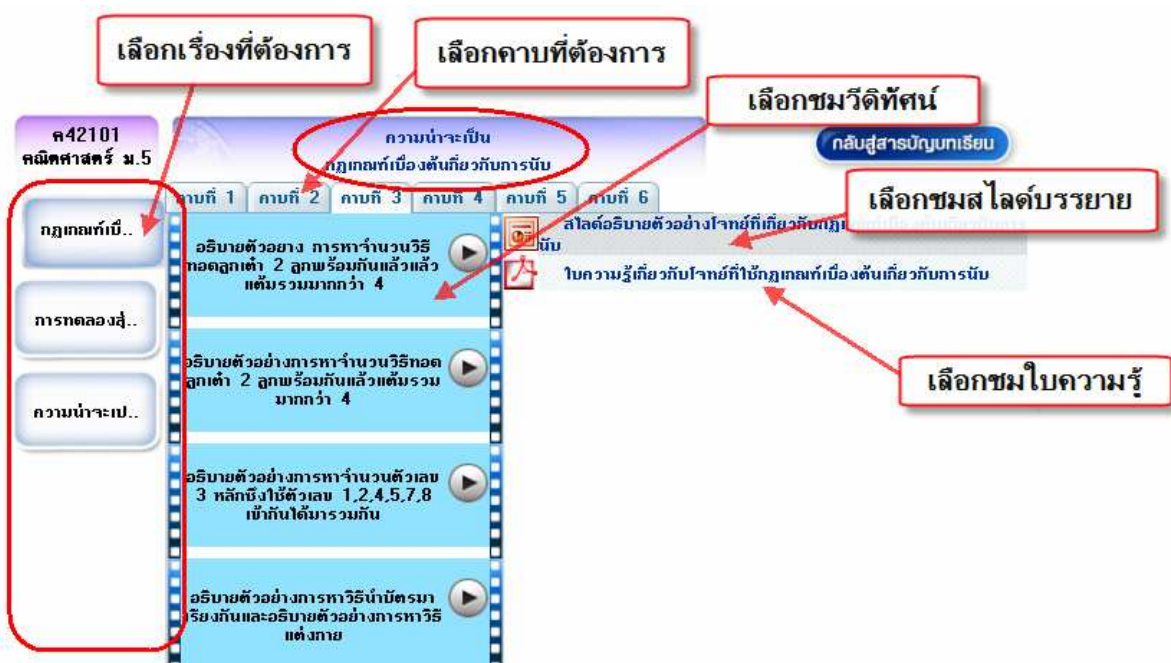 เลือกเรื่องที่ต้องการ
เลือกคาบที่ต้องการ
เลือกชมวีดิทัศน์
ค42101
คณิตศาสตร์ ม.5
ความน่าจะเป็น
กฎเกณฑ์เบื่องต้นเกี่ยวกับการนับ
กลับสู่สารบัญบทเรียน
คาบที่ 1 คาบที่ 2 คาบที่ 3 คาบที่ 4 คาบที่ 5 คาบที่ 6
เลือกชมสไลด์บรรยาย
กฎเกณฑ์เบื่..
การทดลองสุ่..
ความน่าจะเป..
อธิบายตัวอยาง การหาจำนวนวิธี
ทอดลูกเต๋า 2 ลูกพร้อมกันแล้วแล้ว
แต้มรวมมากกว่า 4
สไลด์อธิบายตัวอย่างโจทย์ที่เกี่ยวกับกฎเกณฑ์เบื่องต้นเกี่ยวกับการ
นับ
ใบความรู้เกี่ยวกับโจทย์ที่ใช้กฎเกณฑ์เบื่องต้นเกี่ยวกับการนับ
อธิบายตัวอย่างการหาจำนวนวิธีทอด
ลูกเต๋า 2 ลูกพร้อมกันแล้วแต้มรวม
มากกว่า 4
เลือกชมใบความรู้
อธิบายตัวอย่างการหาจำนวนตัวเลข
3 หลักซึ่งใช้ตัวเลข 1,2,4,5,7,8
เข้ากันได้มารวมกัน
อธิบายตัวอย่างการหาวิธีนำบัตรมา
เรียงกันและอธิบายตัวอย่างการหาวิธี
แต่งกาย